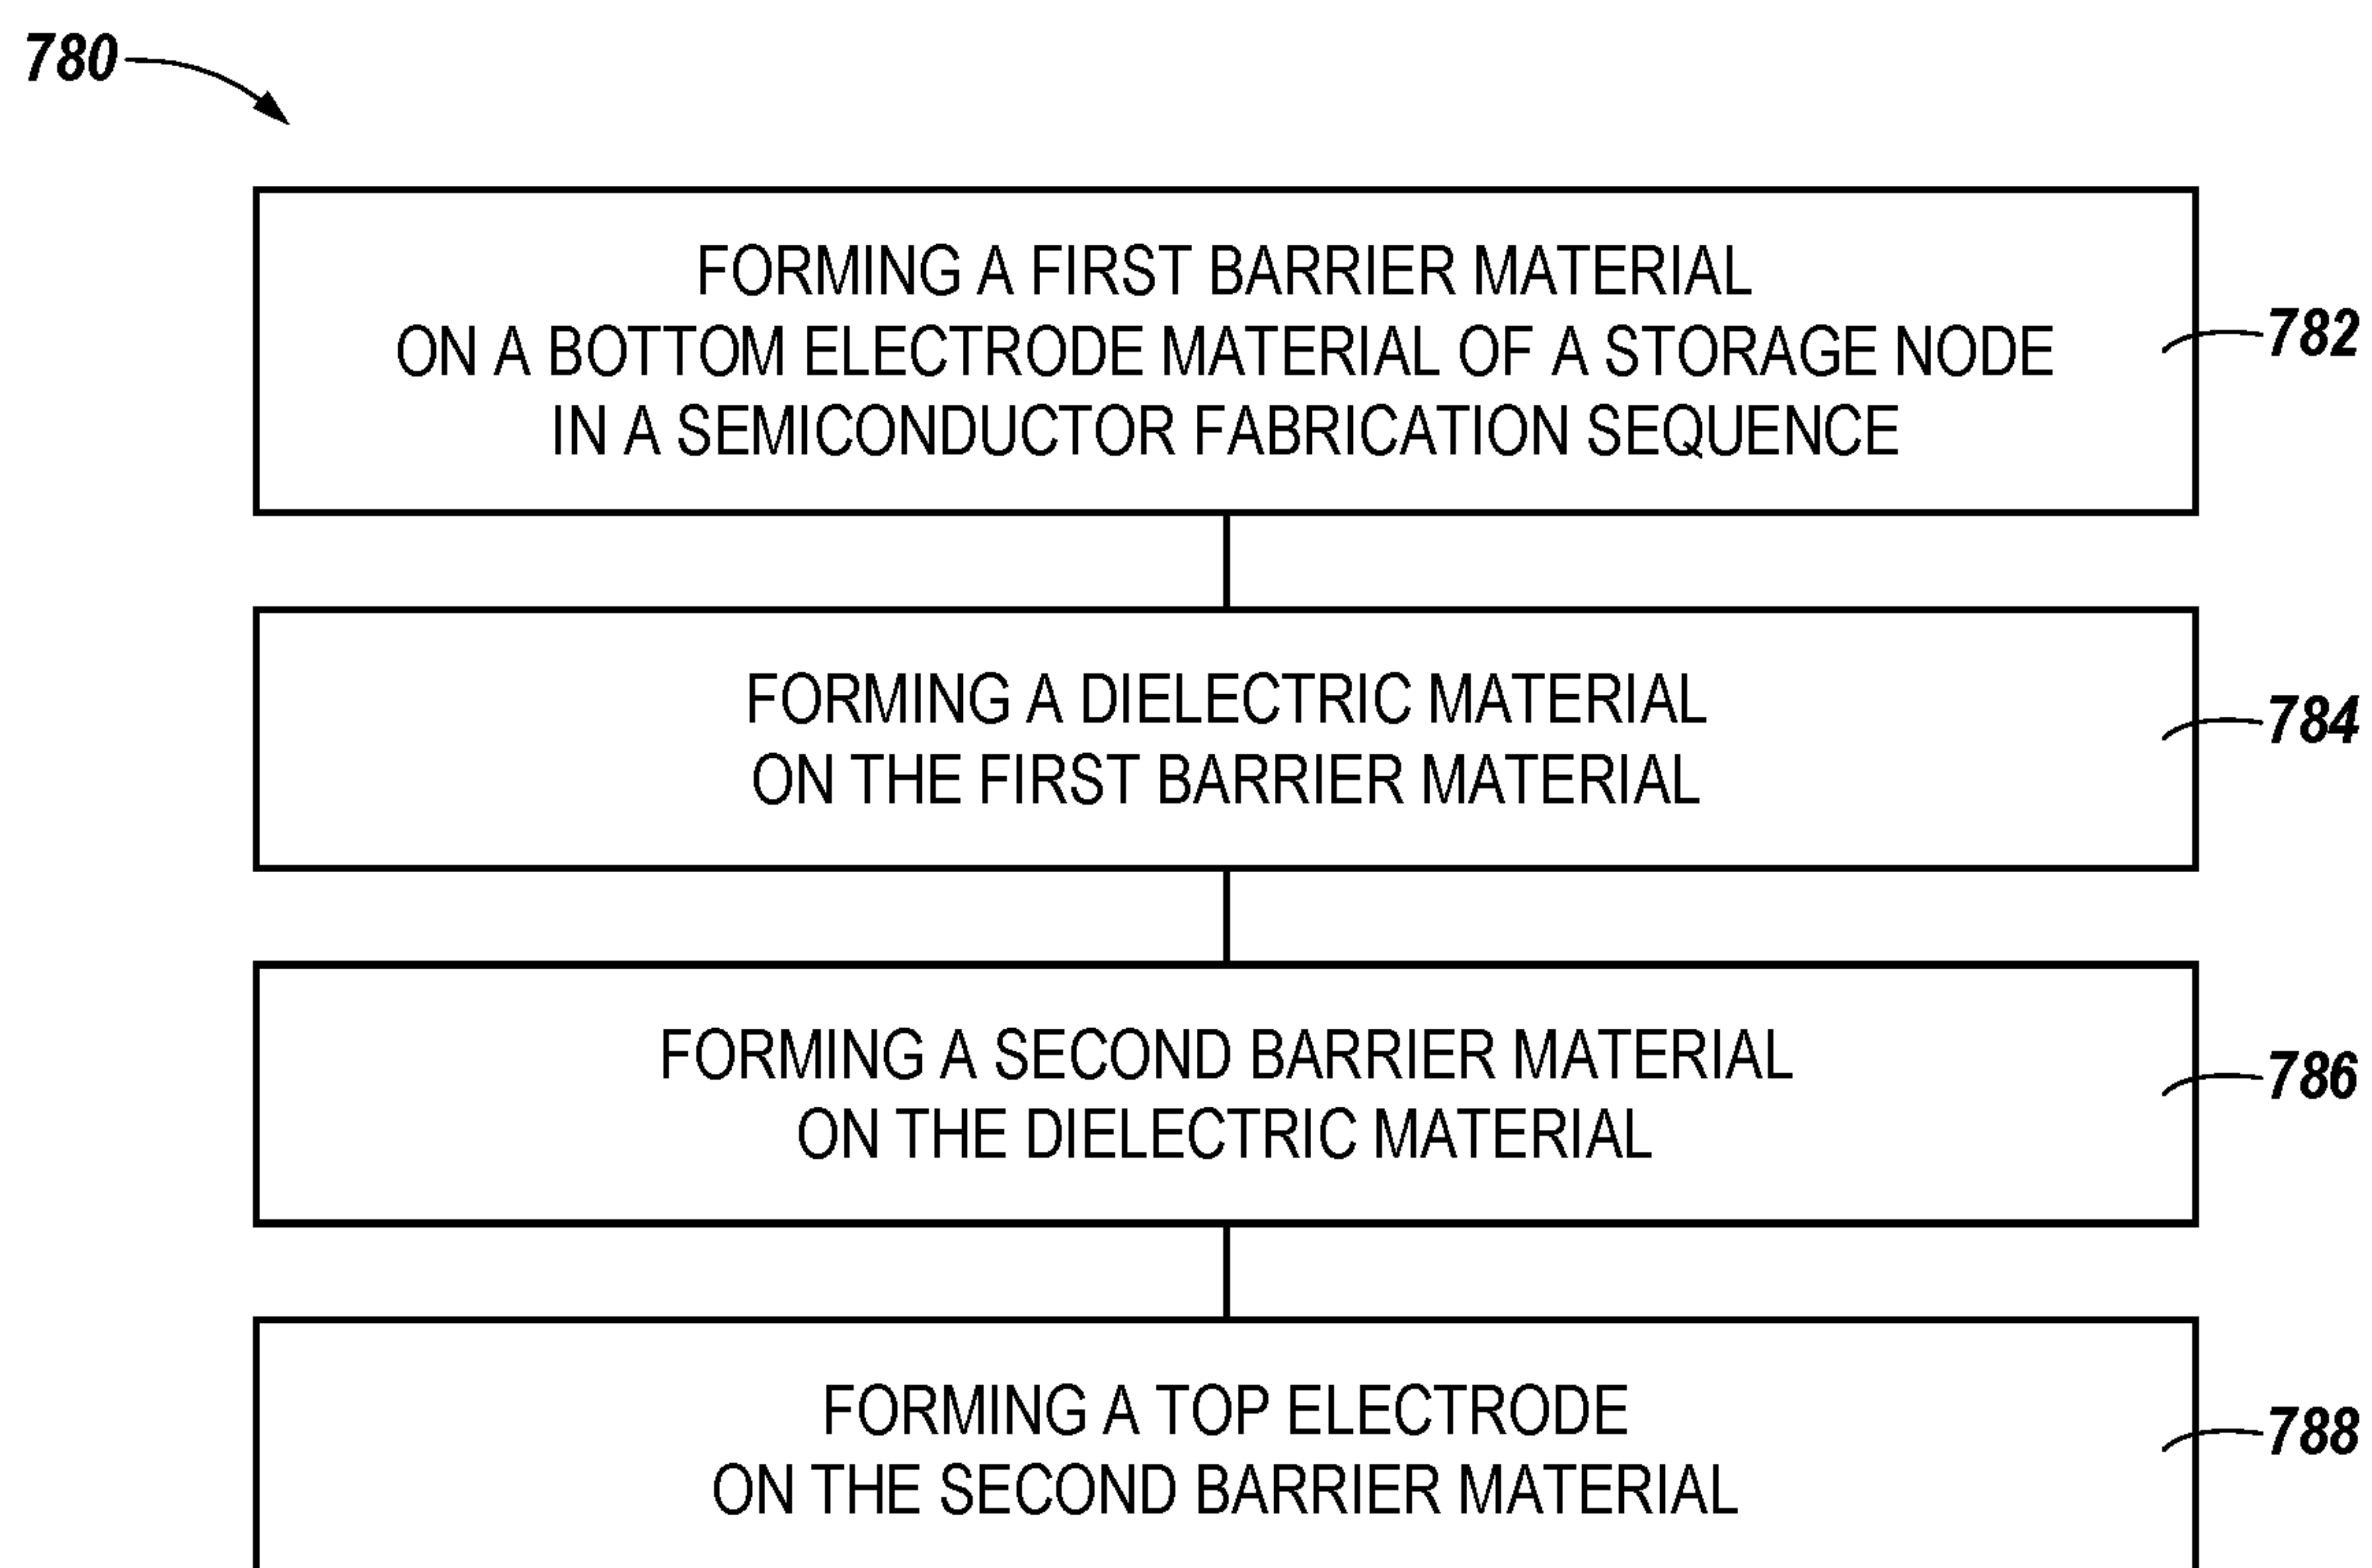 780
FORMING A FIRST BARRIER MATERIAL
ON A BOTTOM ELECTRODE MATERIAL OF A STORAGE NODE
IN A SEMICONDUCTOR FABRICATION SEQUENCE
782
FORMING A DIELECTRIC MATERIAL
ON THE FIRST BARRIER MATERIAL
784
FORMING A SECOND BARRIER MATERIAL
ON THE DIELECTRIC MATERIAL
786
FORMING A TOP ELECTRODE
ON THE SECOND BARRIER MATERIAL
788